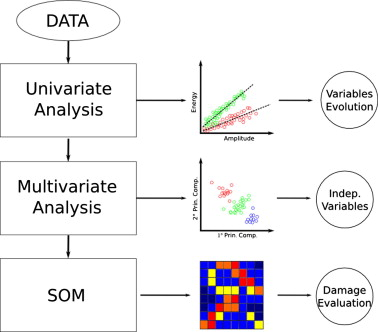 DATA
Univariate
Analysis
Energy
Amplitude
Variables
Evolution
Multivariate
Analysis
2° Prin. Comp.
1° Prin. Comp.
Indep.
Variables
SOM
Damage
Evaluation